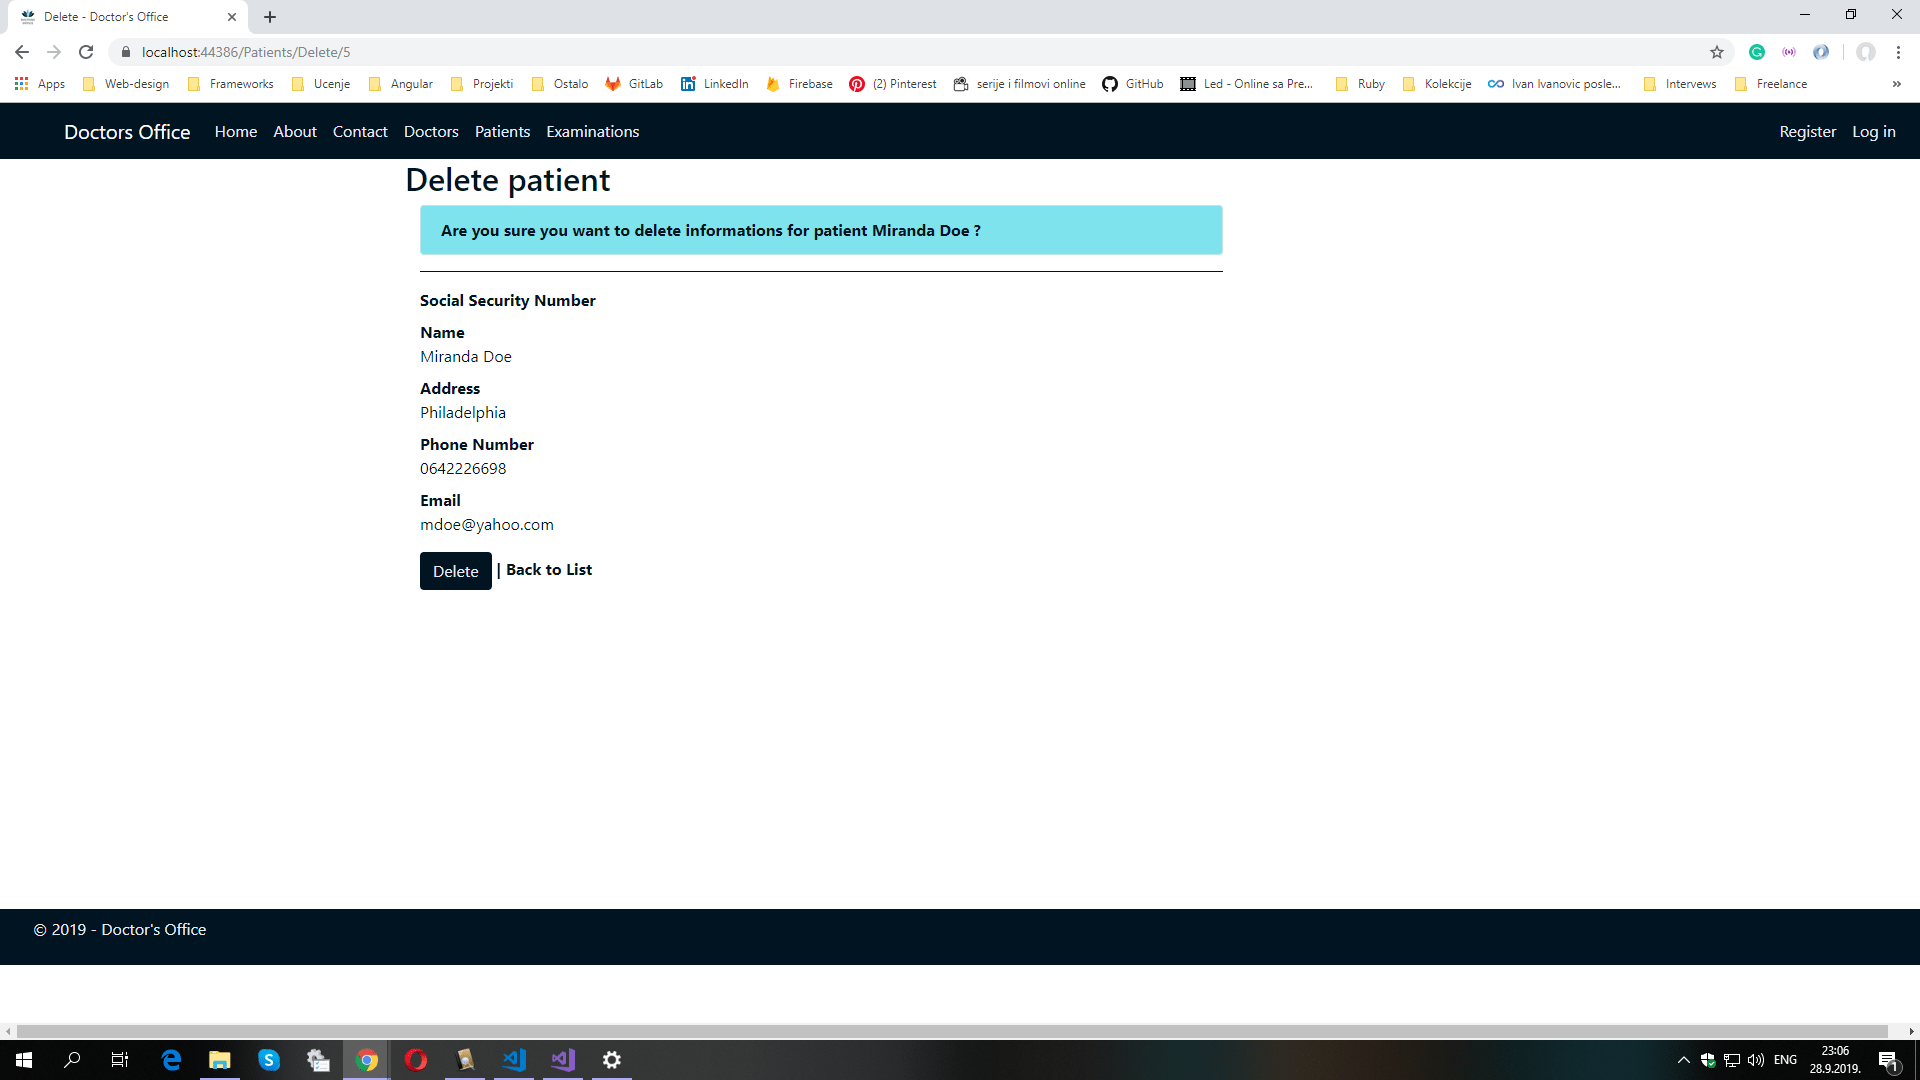 Delete - Doctor's Office
localhost:44386/Patients/Delete/5
Apps Web-design Frameworks Ucenje Angular Projekti Ostalo GitLab LinkedIn Firebase (2) Pinterest serije i filmovi online GitHub Led - Online sa Pre... Ruby Kolekcije Ivan Ivanovic posle... Intervews Freelance »
Doctors Office Home About Contact Doctors Patients Examinations Register Log in
Delete patient
Are you sure you want to delete informations for patient Miranda Doe ?
Social Security Number
Name
Miranda Doe
Address
Philadelphia
Phone Number
0642226698
Email
mdoe@yahoo.com
Delete | Back to List
© 2019 - Doctor's Office
ENG 23:06
28.9.2019. 1